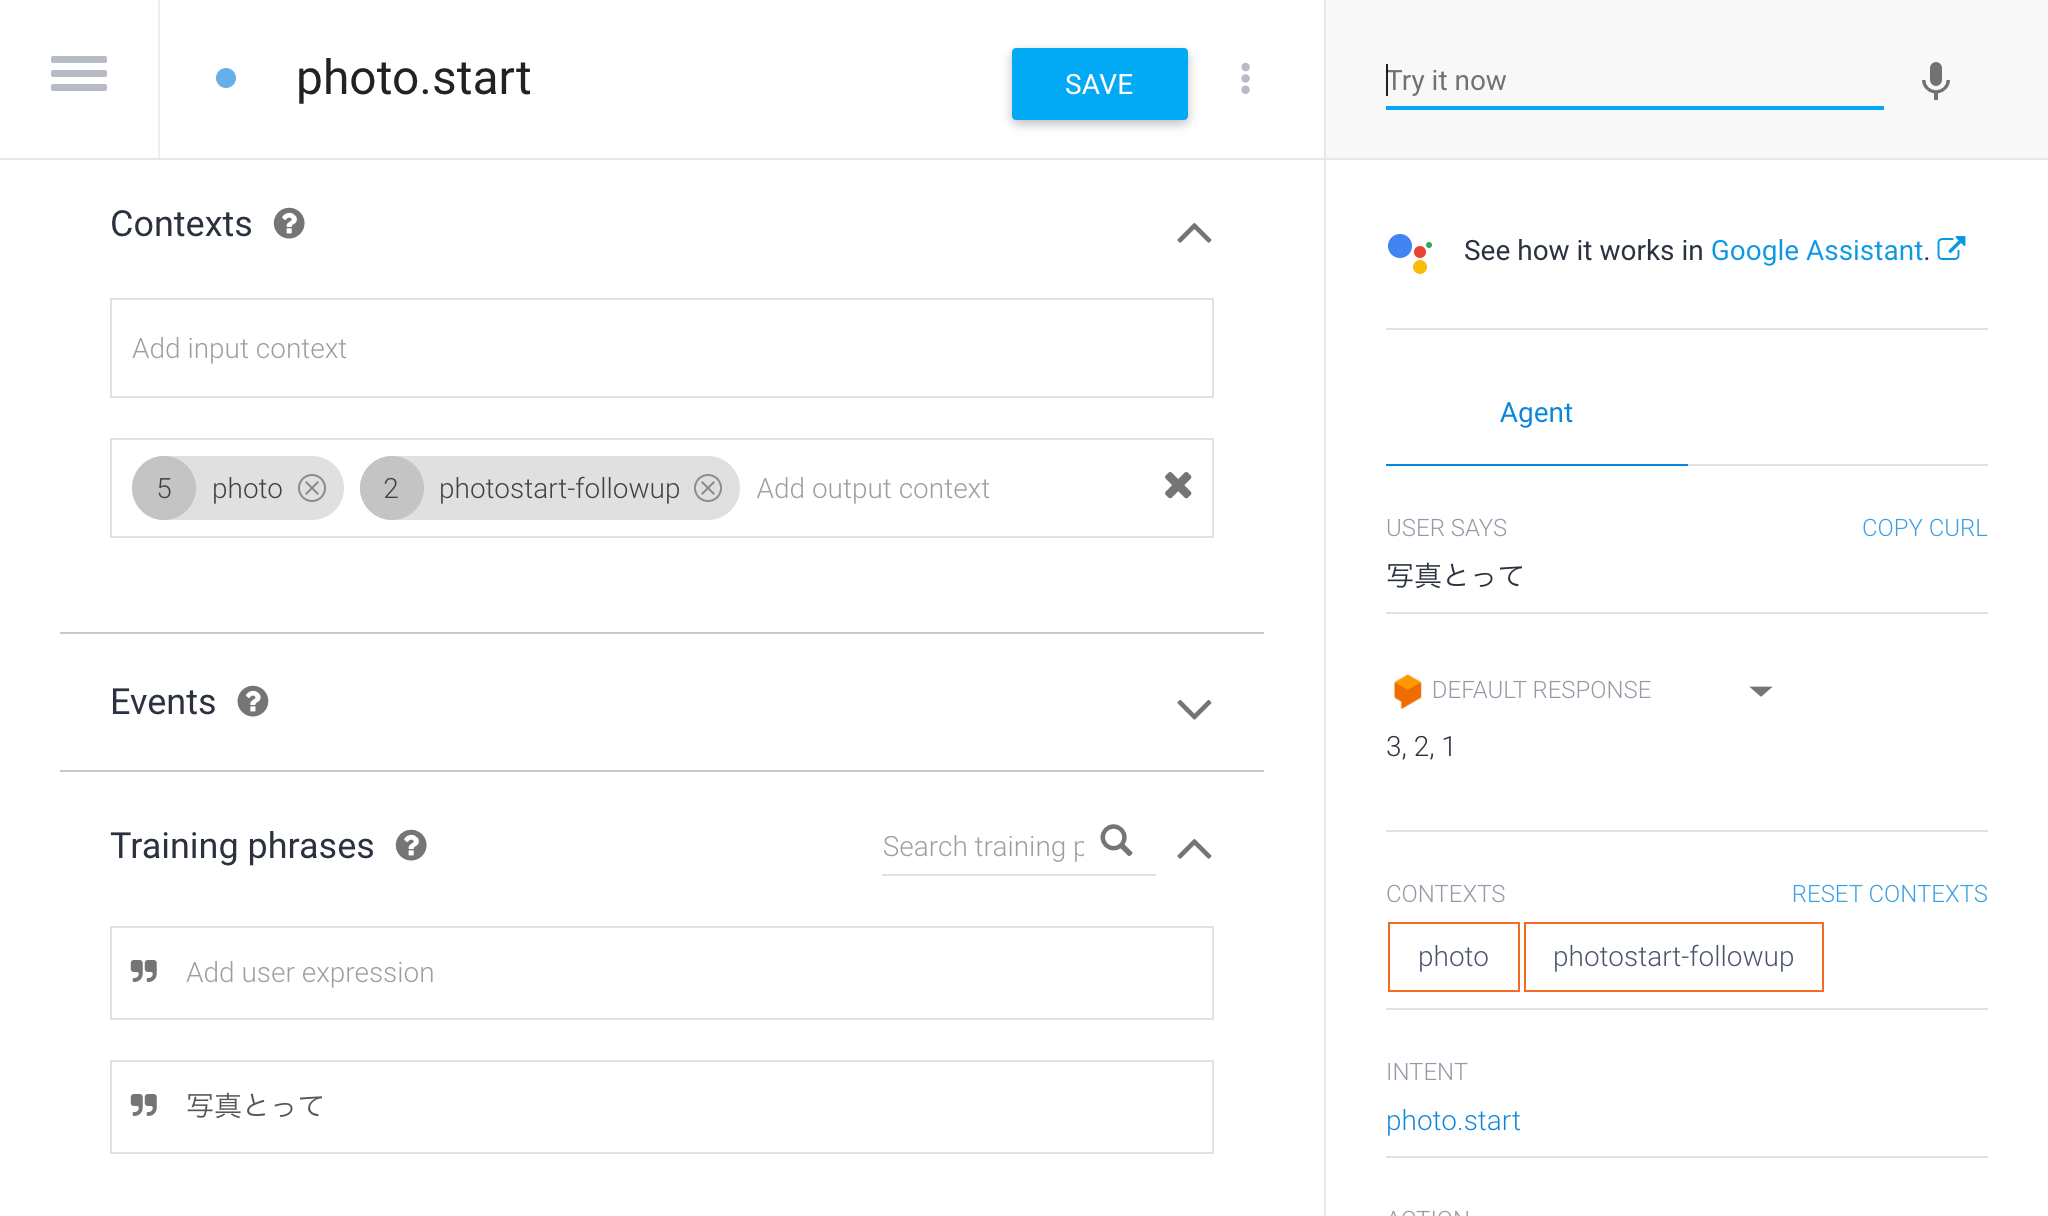 photo.start
SAVE
Contexts
Add input context
5 photo 2 photostart-followup Add output context
Events
Training phrases
Search training p
Add user expression
写真とって
Try it now
See how it works in Google Assistant.
Agent
USER SAYS COPY CURL
写真とって
DEFAULT RESPONSE
3, 2, 1
CONTEXTS RESET CONTEXTS
photo photostart-followup
INTENT
photo.start
ACTION